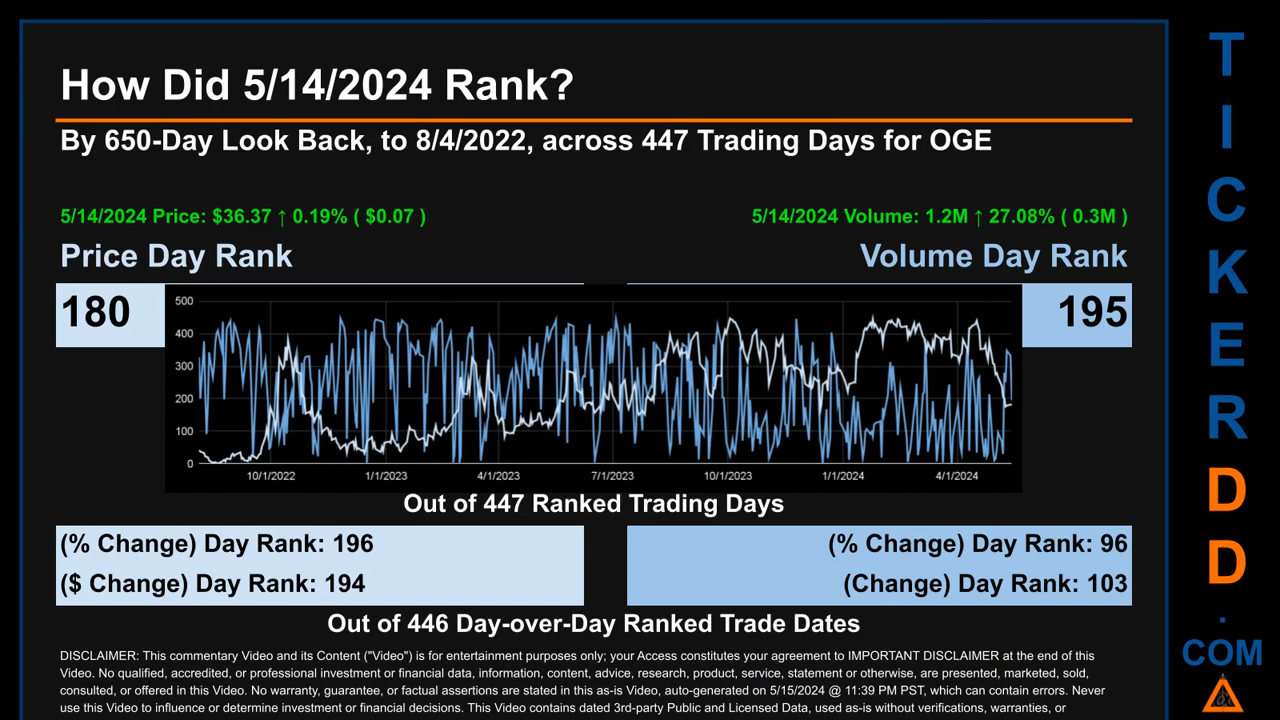 How Did 5/14/2024 Rank?
By 650-Day Look Back, to 8/4/2022, across 447 Trading Days for OGE
5/14/2024 Price: $36.37 ↑ 0.19% ( $0.07 )
5/14/2024 Volume: 1.2M ↑ 27.08% ( 0.3M )
Price Day Rank
Volume Day Rank
180
195
500
400
300
200
100
0
10/1/2022 1/1/2023 4/1/2023 7/1/2023 10/1/2023 1/1/2024 4/1/2024
Out of 447 Ranked Trading Days
(% Change) Day Rank: 196
($ Change) Day Rank: 194
(% Change) Day Rank: 96
(Change) Day Rank: 103
Out of 446 Day-over-Day Ranked Trade Dates
DISCLAIMER: This commentary Video and its Content ("Video") is for entertainment purposes only; your Access constitutes your agreement to IMPORTANT DISCLAIMER at the end of this
Video. No qualified, accredited, or professional investment or financial data, information, content, advice, research, product, service, statement or otherwise, are presented, marketed, sold,
consulted, or offered in this Video. No warranty, guarantee, or factual assertions are stated in this as-is Video, auto-generated on 5/15/2024 @ 11:39 PM PST, which can contain errors. Never
use this Video to influence or determine investment or financial decisions. This Video contains dated 3rd-party Public and Licensed Data, used as-is without verifications, warranties, or
T
I
C
K
E
R
D
D
.
COM